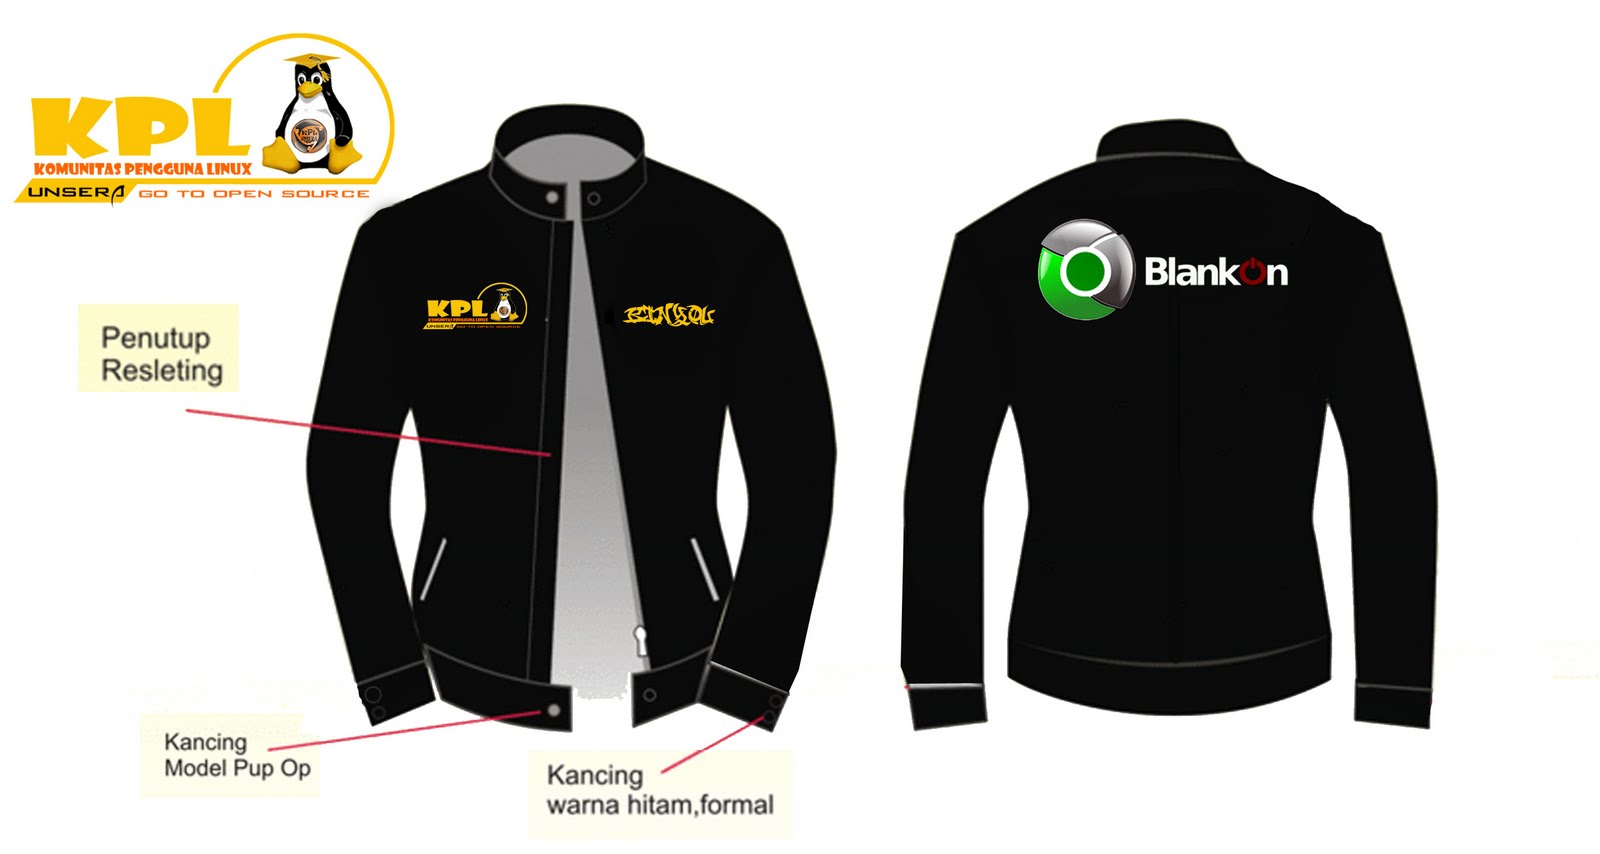 KPL
KOMUNITAS PENGGUNA LINUX
UNSERA GO TO OPEN SOURCE
KPL
KPL
KOMUNITAS PENGGUNA LINUX
UNSERA GO TO OPEN SOURCE
BlankOn
Penutup
Resleting
Kancing
Model Pup Op
Kancing
warna hitam,formal